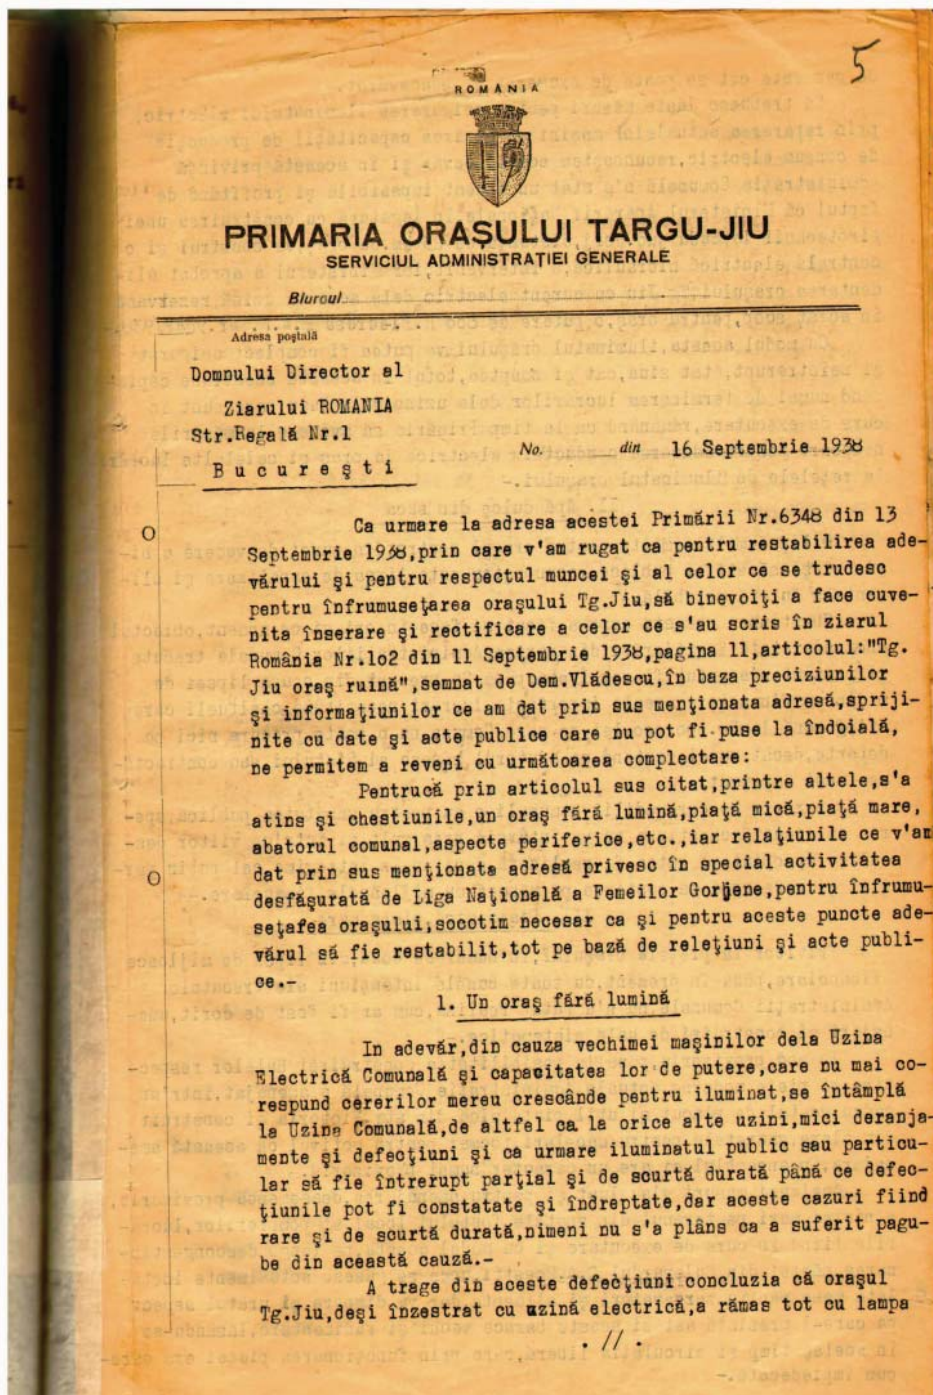 5
ROMÂNIA
PRIMARIA ORAŞULUI TARGU-JIU
SERVICIUL ADMINISTRAŢIEI GENERALE
Biuroul
Adresa poştală
Domnului Director al
Ziarului ROMANIA
Str.Regală Nr.1
No. din 16 Septembrie 1938
Bucureşti
Ca urmare la adresa acestei Primării Nr.6348 din 13
Septembrie 1938,prin care v'am rugat ca pentru restabilirea ade-
vărului şi pentru respectul muncei şi al celor ce se trudesc
pentru înfrumuseţarea oraşului Tg.Jiu,să binevoiţi a face cuve-
nita înserare şi rectificare a celor ce s'au scris în ziarul
România Nr.lo2 din 11 Septembrie 1938,pagina 11,articolul:"Tg.
Jiu oraş ruină",semnat de Dem.Vlădescu,în baza preciziunilor
şi informaţiunilor ce am dat prin sus menţionata adresă,spriji-
nite cu date şi acte publice care nu pot fi puse la îndoială,
ne permitem a reveni cu următoarea complectare:
Pentrucă prin articolul sus citat,printre altele,s'a
atins şi chestiunile,un oraş fără lumină,piaţă mică,piaţă mare,
abatorul comunal,aspecte periferice,etc.,iar relaţiunile ce v'am
dat prin sus menţionata adresă privesc în special activitatea
desfăşurată de Liga Naţională a Femeilor Gorjene,pentru înfrumu-
seţafea oraşului,socotim necesar ca şi pentru aceste puncte ade-
vărul să fie restabilit,tot pe bază de releţiuni şi acte publi-
ce.-
1. Un oraş fără lumină
In adevăr,din cauza vechimei maşinilor dela Uzina
Electrică Comunală şi capacitatea lor de putere,care nu mai co-
respund cererilor mereu crescânde pentru iluminat,se întâmplă
la Uzina Comunală,de altfel ca la orice alte uzini,mici deranja-
mente şi defecţiuni şi ca urmare iluminatul public sau particu-
lar să fie întrerupt parţial şi de scurtă durată până ce defec-
ţiunile pot fi constatate şi îndreptate,dar aceste cazuri fiind
rare şi de scurtă durată,nimeni nu s'a plâns ca a suferit pagu-
be din această cauză.-
A trage din aceste defecţiuni concluzia că oraşul
Tg.Jiu,deşi înzestrat cu uzină electrică,a rămas tot cu lampa
. // .